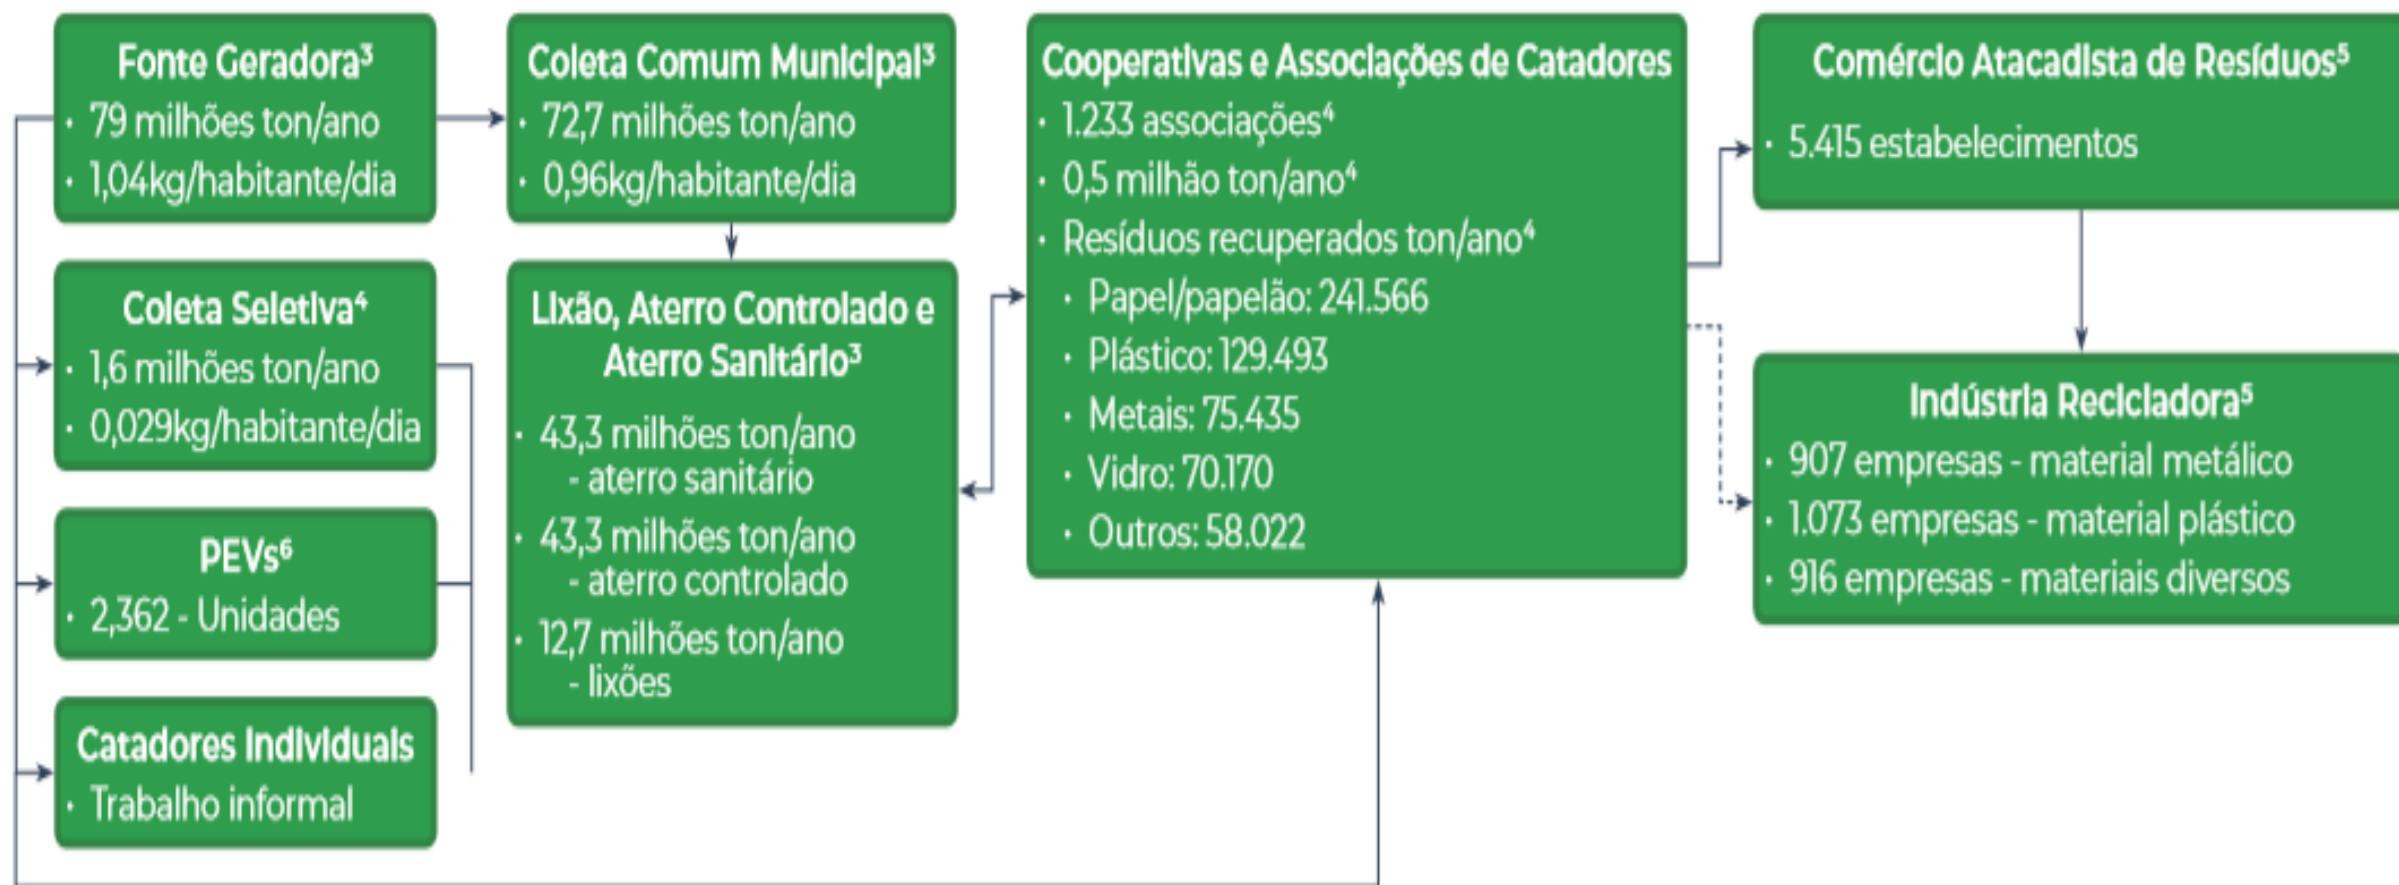 Fonte Geradora³
• 79 milhões ton/ano
• 1,04kg/habitante/dia
Coleta Seletiva⁴
• 1,6 milhões ton/ano
• 0,029kg/habitante/dia
PEVs⁶
• 2,362 - Unidades
Catadores Individuais
• Trabalho informal
Coleta Comum Municipal³
• 72,7 milhões ton/ano
• 0,96kg/habitante/dia
Lixão, Aterro Controlado e
Aterro Sanitário³
• 43,3 milhões ton/ano
- aterro sanitário
• 43,3 milhões ton/ano
- aterro controlado
• 12,7 milhões ton/ano
- lixões
Cooperativas e Associações de Catadores
• 1.233 associações⁴
• 0,5 milhão ton/ano⁴
• Resíduos recuperados ton/ano⁴
• Papel/papelão: 241.566
• Plástico: 129.493
• Metais: 75.435
• Vidro: 70.170
• Outros: 58.022
Comércio Atacadista de Resíduos⁵
• 5.415 estabelecimentos
Indústria Recicladora⁵
• 907 empresas - material metálico
• 1.073 empresas - material plástico
• 916 empresas - materiais diversos